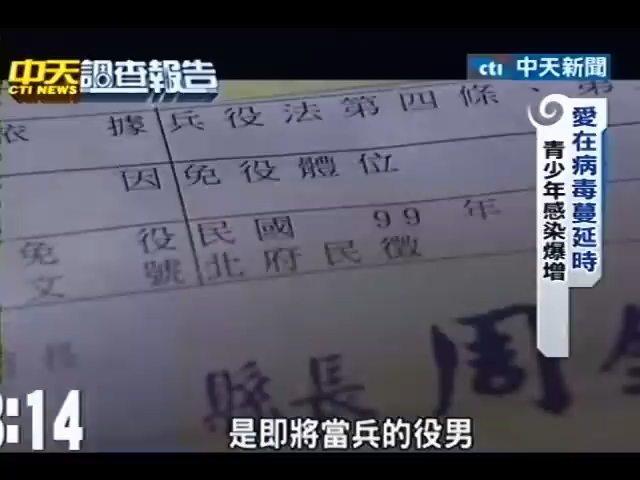 中天調查報告
CTI NEWS
cti 中天新聞
愛在病毒蔓延時
青少年感染爆增
依據 兵役法第四條、第
因 免役體位
免役 民國 99 年
文號 北府民徵
縣長 周
:14
是即將當兵的役男